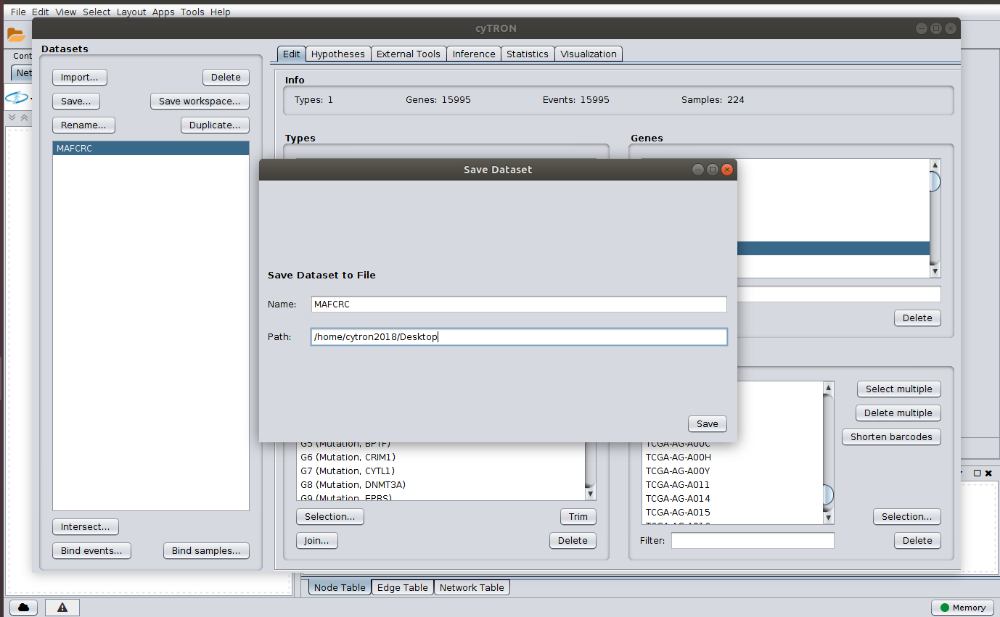 File Edit View Select Layout Apps Tools Help
cyTRON
Cont
Net
Datasets
Import... Delete
Save... Save workspace...
Rename... Duplicate...
MAFCRC
Intersect...
Bind events... Bind samples...
Edit Hypotheses External Tools Inference Statistics Visualization
Info
Types: 1 Genes: 15995 Events: 15995 Samples: 224
Types
Genes
Delete
Save Dataset
Save Dataset to File
Name: MAFCRC
Path: /home/cytron2018/Desktop
Save
G5 (Mutation, BPTF)
G6 (Mutation, CRIM1)
G7 (Mutation, CYTL1)
G8 (Mutation, DNMT3A)
G9 (Mutation, EPRS)
Selection... Trim
Join... Delete
TCGA-AG-A00C
TCGA-AG-A00H
TCGA-AG-A00Y
TCGA-AG-A011
TCGA-AG-A014
TCGA-AG-A015
Select multiple
Delete multiple
Shorten barcodes
Selection...
Filter: Delete
Node Table Edge Table Network Table
Memory